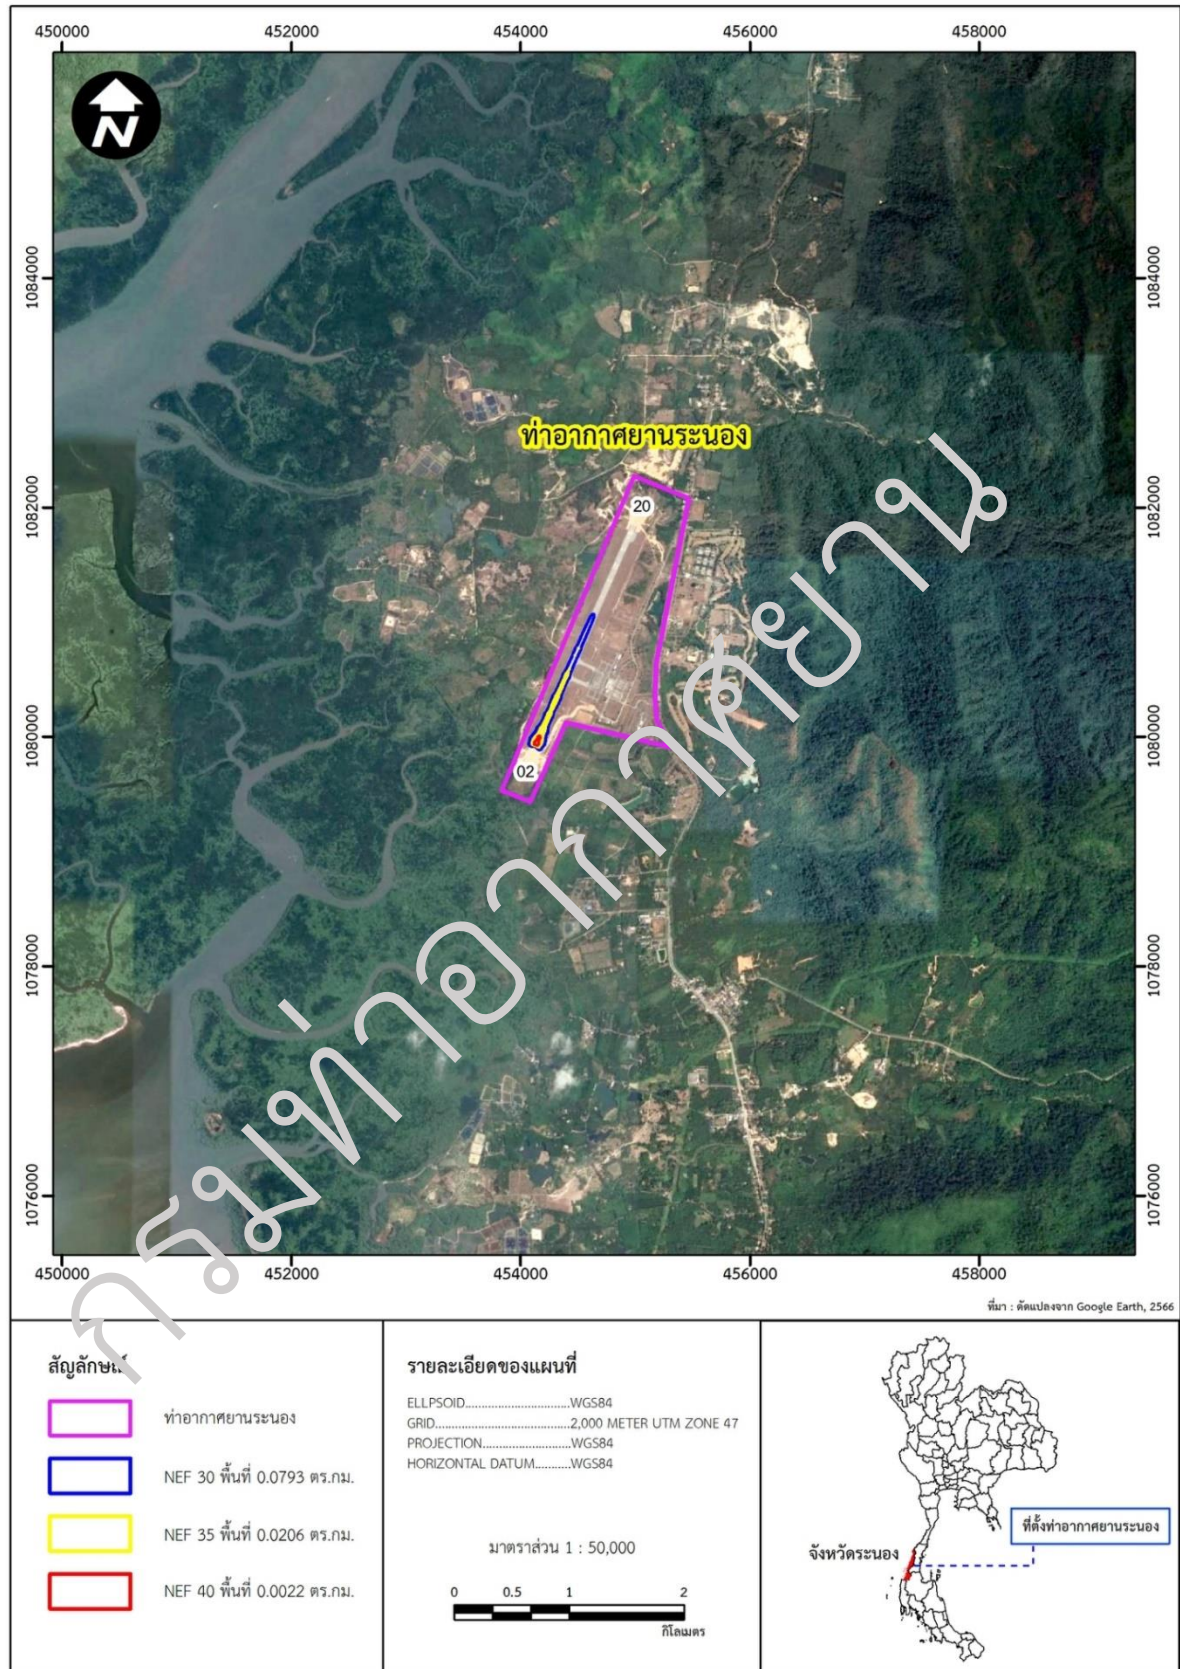 450000 452000 454000 456000 458000
N
1084000 1084000
ท่าอากาศยานระนอง
20
1082000 1082000
1080000 1080000
02
1078000 1078000
1076000 1076000
กรมท่าอากาศยาน
450000 452000 454000 456000 458000
ที่มา : ดัดแปลงจาก Google Earth, 2566
สัญลักษณ์
ท่าอากาศยานระนอง
NEF 30 พื้นที่ 0.0793 ตร.กม.
NEF 35 พื้นที่ 0.0206 ตร.กม.
NEF 40 พื้นที่ 0.0022 ตร.กม.
รายละเอียดของแผนที่
ELLPSOID..............................WGS84
GRID.......................................2,000 METER UTM ZONE 47
PROJECTION.........................WGS84
HORIZONTAL DATUM..........WGS84
มาตราส่วน 1 : 50,000
0 0.5 1 2
กิโลเมตร
ที่ตั้งท่าอากาศยานระนอง
จังหวัดระนอง